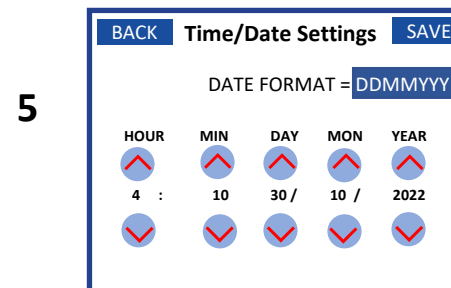 BACK Time/Date Settings SAVE
DATE FORMAT = DDMMYYY
5
HOUR MIN DAY MON YEAR
4 : 10 30 / 10 / 2022